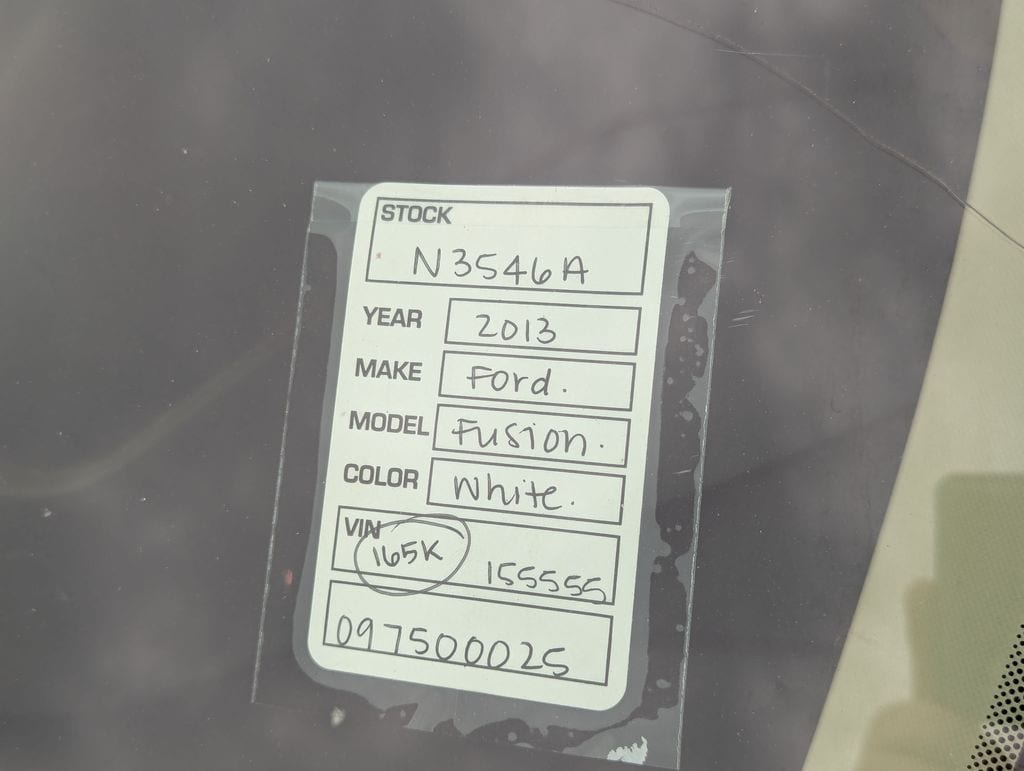 STOCK
N3546A
YEAR 2013
MAKE Ford.
MODEL Fusion.
COLOR White.
VIN
165K 155555
097500025